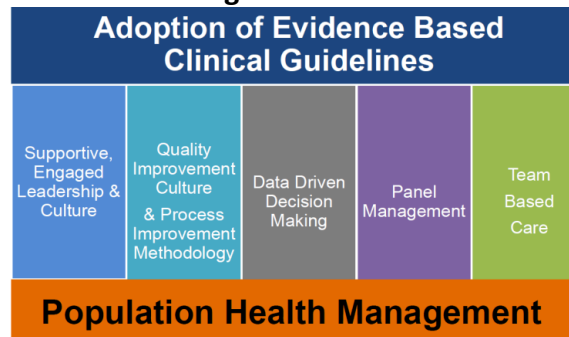 Adoption of Evidence Based
Clinical Guidelines
Supportive,
Engaged
Leadership &
Culture
Quality
Improvement
Culture
& Process
Improvement
Methodology
Data Driven
Decision
Making
Panel
Management
Team
Based
Care
Population Health Management